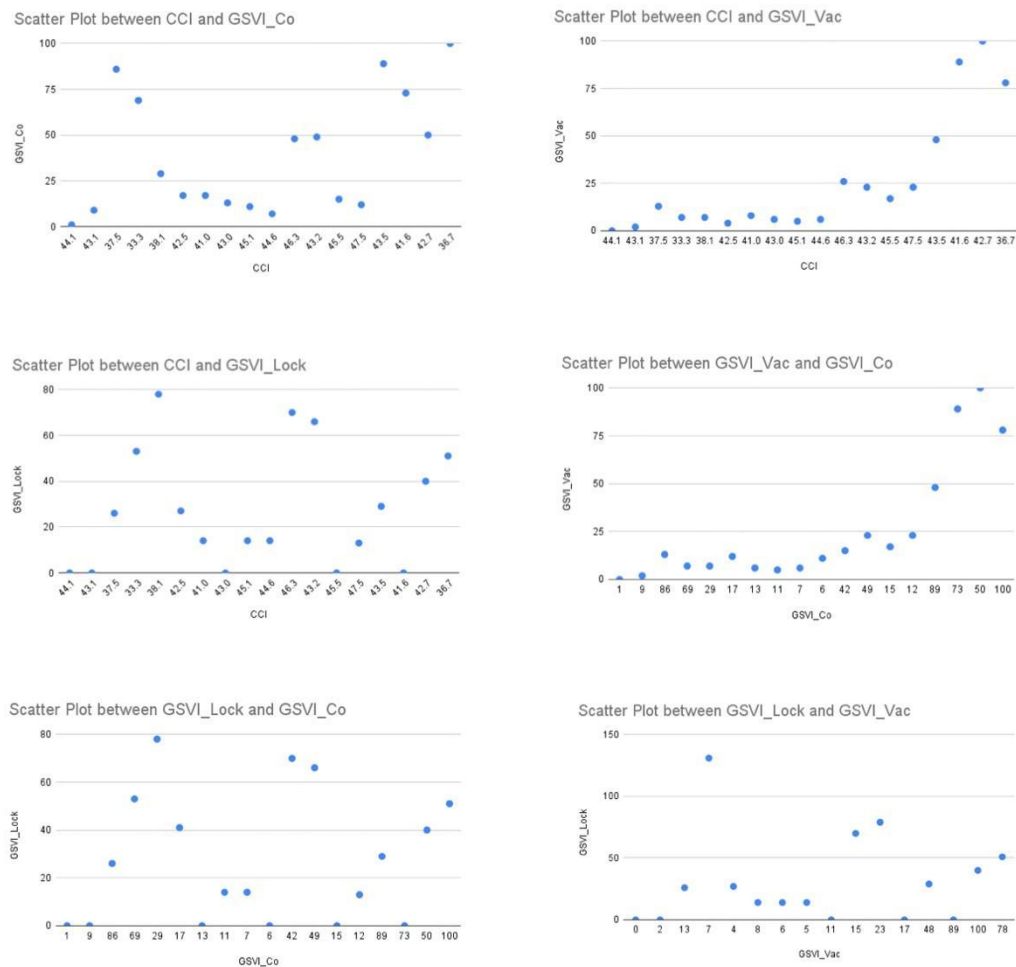 Scatter Plot between CCI and GSVI_Co
100
75
50
25
0
GSVI_Co
44.1 43.1 37.5 33.3 38.1 42.5 41.0 43.0 45.1 44.6 46.3 43.2 45.5 47.5 43.5 41.6 42.7 36.7
CCI
Scatter Plot between CCI and GSVI_Vac
100
75
50
25
0
GSVI_Vac
44.1 43.1 37.5 33.3 38.1 42.5 41.0 43.0 45.1 44.6 46.3 43.2 45.5 47.5 43.5 41.6 42.7 36.7
CCI
Scatter Plot between CCI and GSVI_Lock
80
60
40
20
0
GSVI_Lock
44.1 43.1 37.5 33.3 38.1 42.5 41.0 43.0 45.1 44.6 46.3 43.2 45.5 47.5 43.5 41.6 42.7 36.7
CCI
Scatter Plot between GSVI_Vac and GSVI_Co
100
75
50
25
0
GSVI_Vac
1 9 86 69 29 17 13 11 7 6 42 49 15 12 89 73 50 100
GSVI_Co
Scatter Plot between GSVI_Lock and GSVI_Co
80
60
40
20
0
GSVI_Lock
1 9 86 69 29 17 13 11 7 6 42 49 15 12 89 73 50 100
GSVI_Co
Scatter Plot between GSVI_Lock and GSVI_Vac
150
100
50
0
GSVI_Lock
0 2 13 7 4 8 6 5 11 15 23 17 48 89 100 78
GSVI_Vac